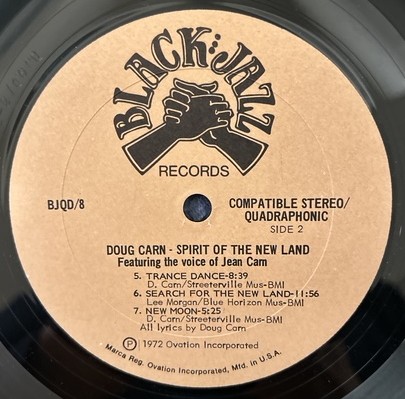 BLACK JAZZ
RECORDS
BJQD/8
COMPATIBLE STEREO/
QUADRAPHONIC
SIDE 2
DOUG CARN - SPIRIT OF THE NEW LAND
Featuring the voice of Jean Carn
5. TRANCE DANCE-8:39
D. Carn/Streeterville Mus-BMI
6. SEARCH FOR THE NEW LAND-11:56
Lee Morgan/Blue Horizon Mus-BMI
7. NEW MOON-5:25
D. Carn/Streeterville Mus-BMI
All lyrics by Doug Carn
Ⓟ 1972 Ovation Incorporated
Marca Reg. Ovation Incorporated, Mfd. in U.S.A.